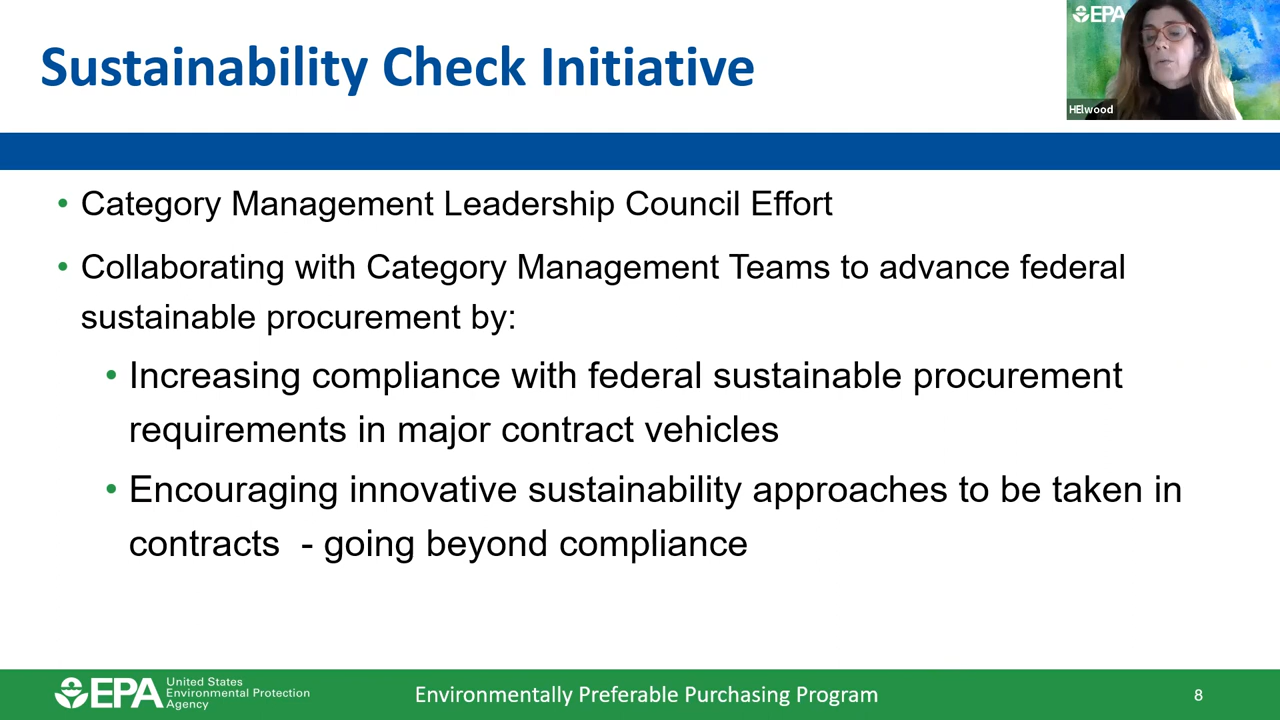 Sustainability Check Initiative
EPA
HElwood
• Category Management Leadership Council Effort
• Collaborating with Category Management Teams to advance federal
sustainable procurement by:
• Increasing compliance with federal sustainable procurement
requirements in major contract vehicles
• Encouraging innovative sustainability approaches to be taken in
contracts - going beyond compliance
EPA
United States
Environmental Protection
Agency
Environmentally Preferable Purchasing Program
8